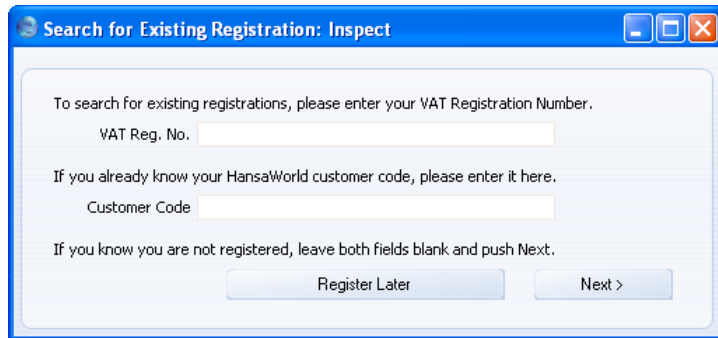 Search for Existing Registration: Inspect
To search for existing registrations, please enter your VAT Registration Number.
VAT Reg. No.
If you already know your HansaWorld customer code, please enter it here.
Customer Code
If you know you are not registered, leave both fields blank and push Next.
Register Later Next >